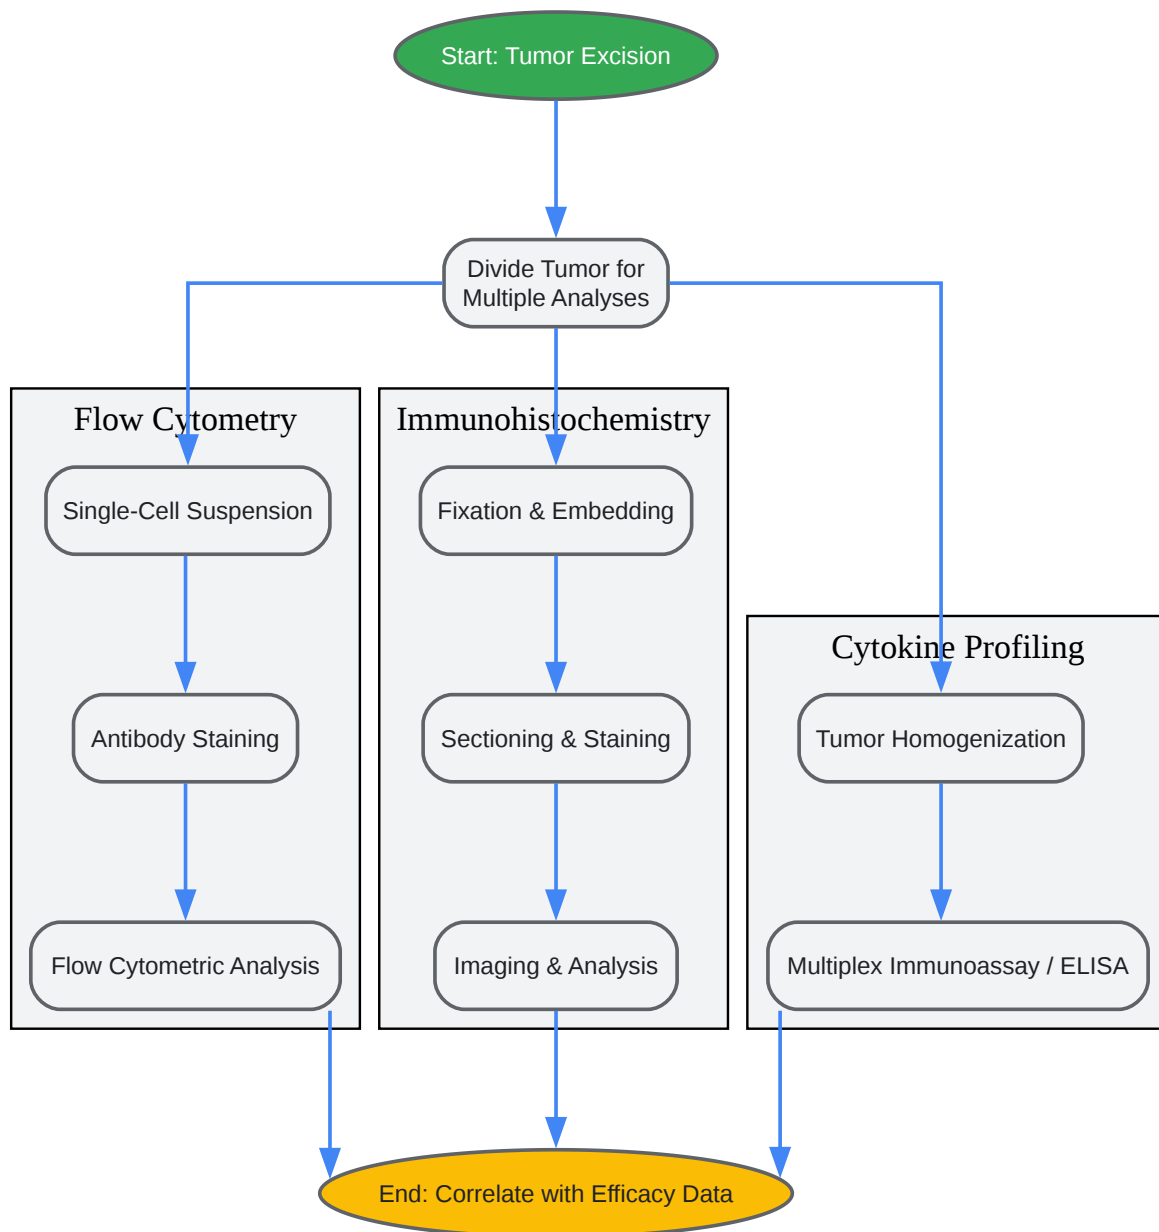 Start: Tumor Excision
Divide Tumor for
Multiple Analyses
Flow Cytometry
Single-Cell Suspension
Antibody Staining
Flow Cytometric Analysis
Immunohistochemistry
Fixation & Embedding
Sectioning & Staining
Imaging & Analysis
Cytokine Profiling
Tumor Homogenization
Multiplex Immunoassay / ELISA
End: Correlate with Efficacy Data